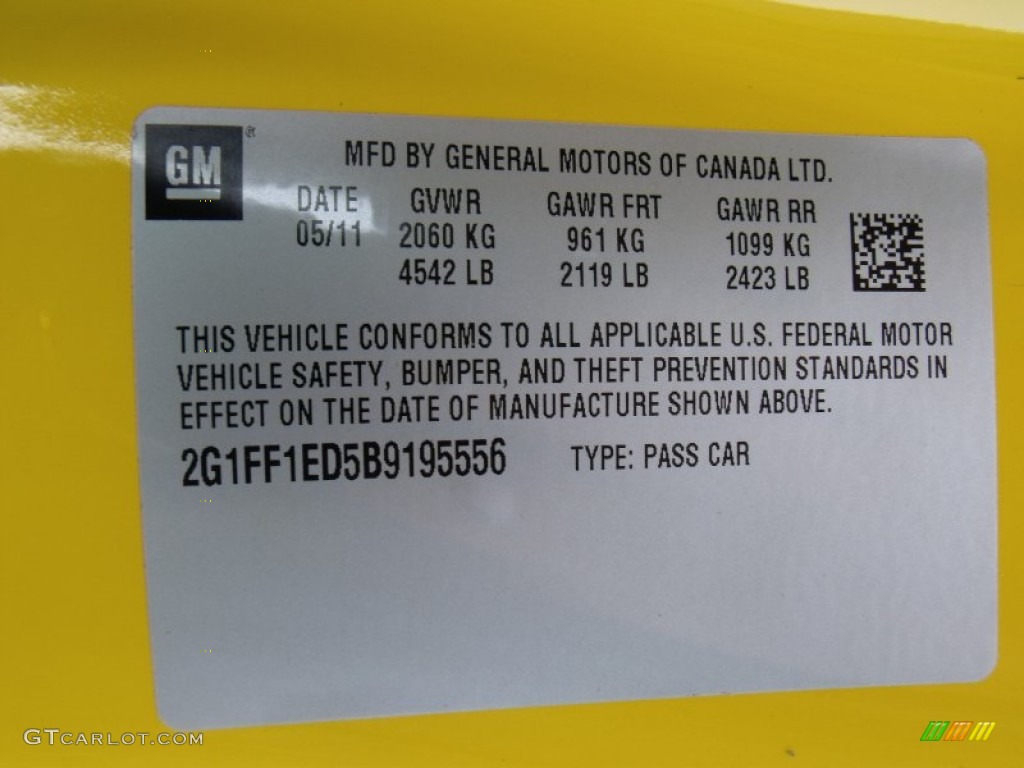 GM ®
MFD BY GENERAL MOTORS OF CANADA LTD.
DATE GVWR GAWR FRT GAWR RR
05/11 2060 KG 961 KG 1099 KG
4542 LB 2119 LB 2423 LB
THIS VEHICLE CONFORMS TO ALL APPLICABLE U.S. FEDERAL MOTOR
VEHICLE SAFETY, BUMPER, AND THEFT PREVENTION STANDARDS IN
EFFECT ON THE DATE OF MANUFACTURE SHOWN ABOVE.
2G1FF1ED5B9195556 TYPE: PASS CAR
GTCARLOT.COM